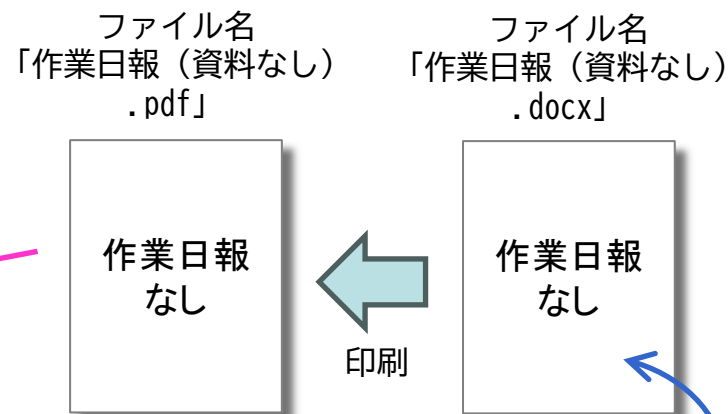 ファイル名
「作業日報（資料なし）
.pdf」
ファイル名
「作業日報（資料なし）
.docx」
作業日報
なし
印刷
作業日報
なし